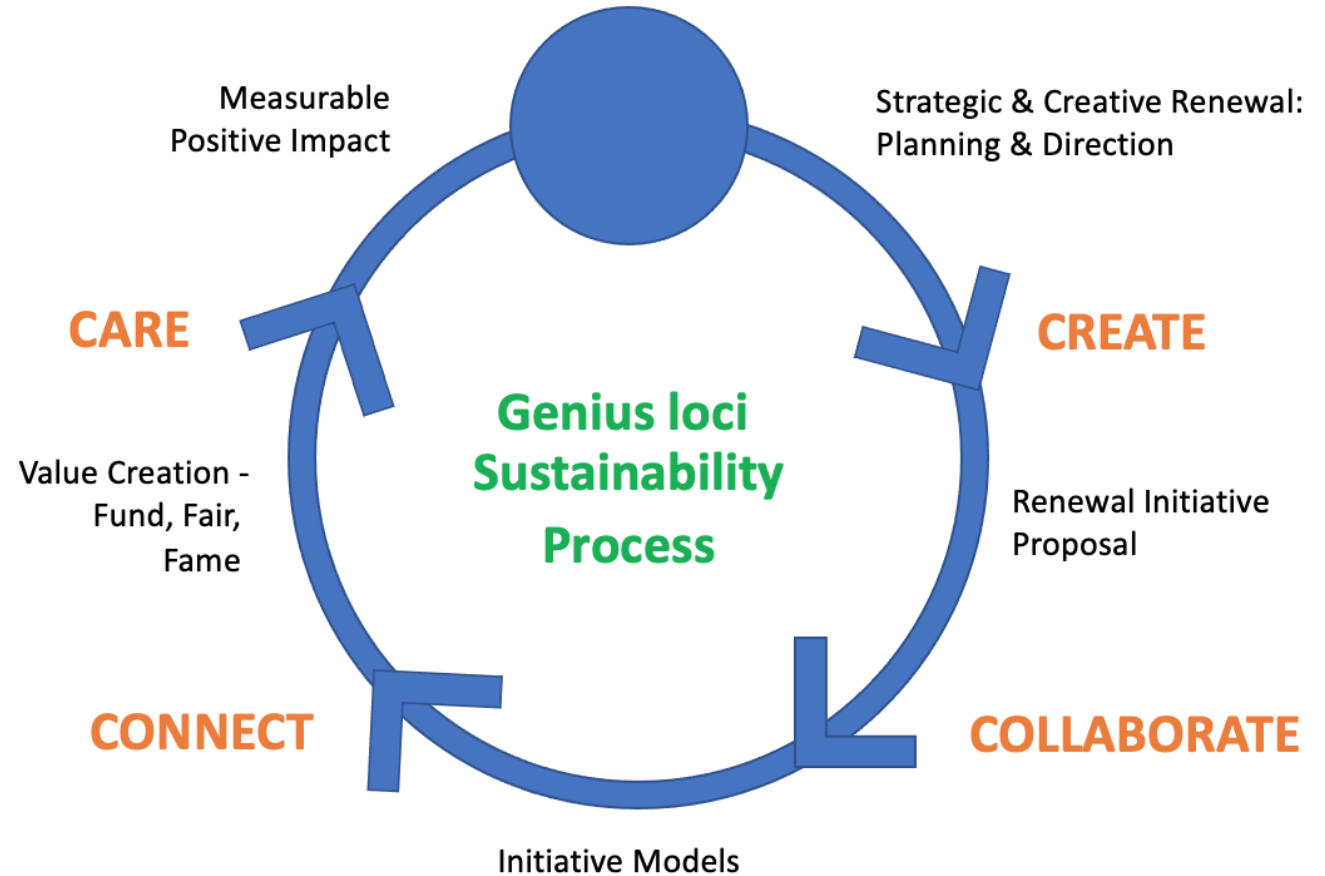 Measurable
Positive Impact
Strategic & Creative Renewal:
Planning & Direction
CARE
CREATE
Genius loci
Sustainability
Process
Value Creation -
Fund, Fair,
Fame
Renewal Initiative
Proposal
CONNECT
COLLABORATE
Initiative Models